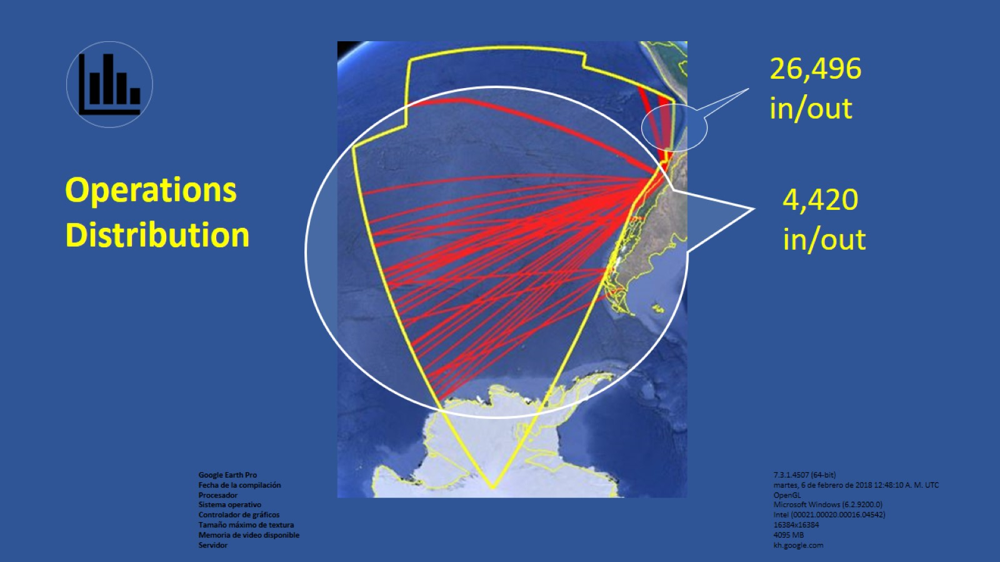 Operations
Distribution
26,496
in/out
4,420
in/out
Google Earth Pro
Fecha de la compilación
Procesador
Sistema operativo
Controlador de gráficos
Tamaño máximo de textura
Memoria de video disponible
Servidor
7.3.1.4507 (64-bit)
martes, 6 de febrero de 2018 12:48:10 A. M. UTC
OpenGL
Microsoft Windows (6.2.9200.0)
Intel (00021.00020.00016.04542)
16384x16384
4095 MB
kh.google.com